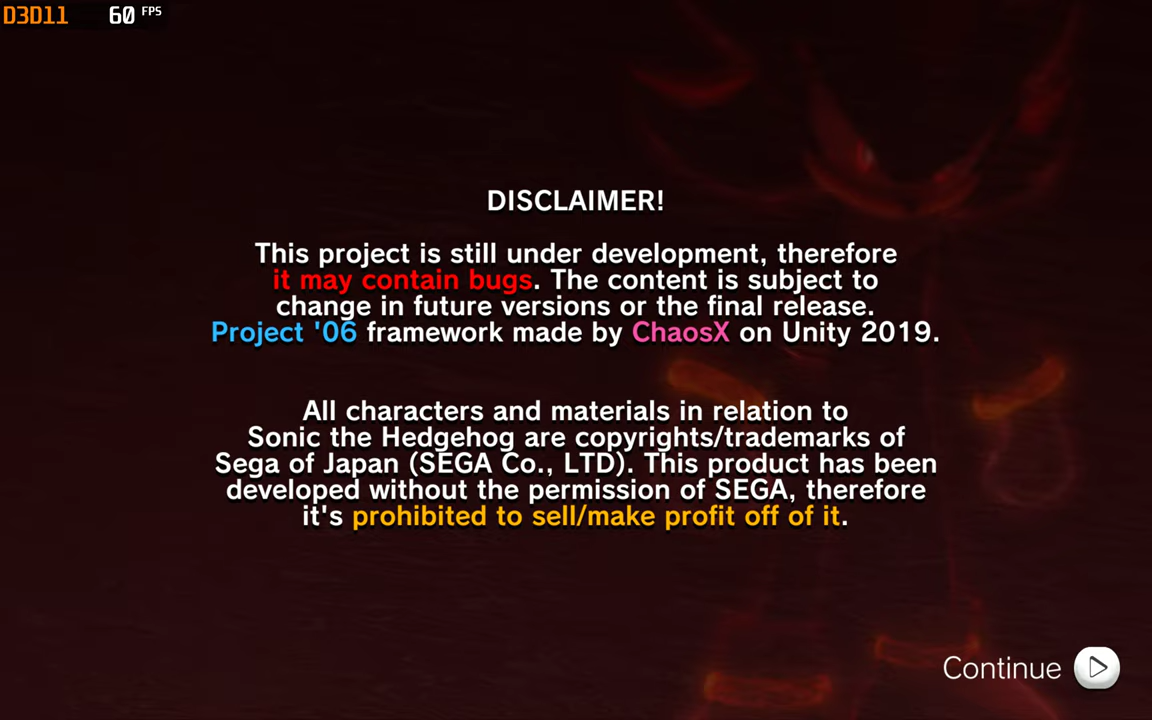 D3D11 60 FPS
DISCLAIMER!
This project is still under development, therefore
it may contain bugs. The content is subject to
change in future versions or the final release.
Project '06 framework made by ChaosX on Unity 2019.
All characters and materials in relation to
Sonic the Hedgehog are copyrights/trademarks of
Sega of Japan (SEGA Co., LTD). This product has been
developed without the permission of SEGA, therefore
it's prohibited to sell/make profit off of it.
Continue